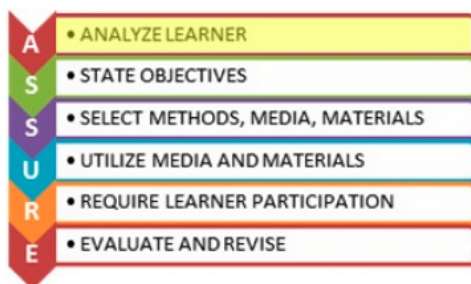 A • ANALYZE LEARNER
S • STATE OBJECTIVES
S • SELECT METHODS, MEDIA, MATERIALS
U • UTILIZE MEDIA AND MATERIALS
R • REQUIRE LEARNER PARTICIPATION
E • EVALUATE AND REVISE